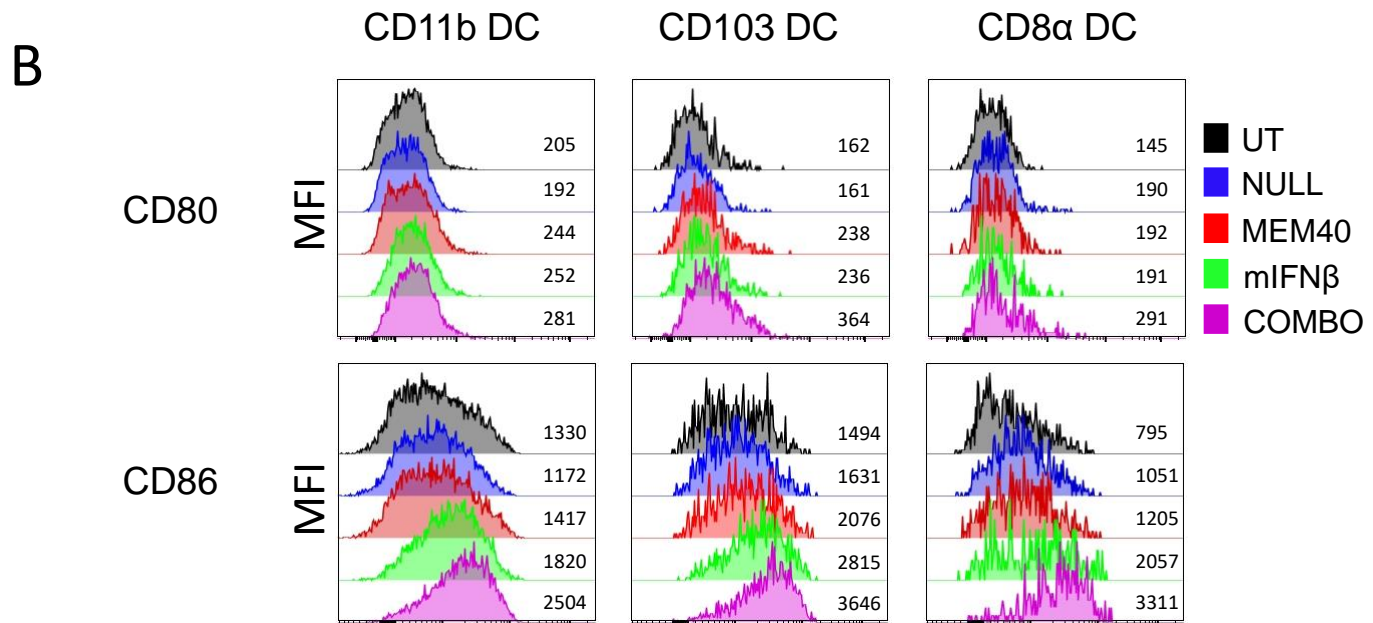 B
CD11b DC
CD103 DC
CD8α DC
CD80
MFI
205
192
244
252
281
162
161
238
236
364
145
190
192
191
291
UT
NULL
MEM40
mIFNβ
COMBO
CD86
MFI
1330
1172
1417
1820
2504
1494
1631
2076
2815
3646
795
1051
1205
2057
3311